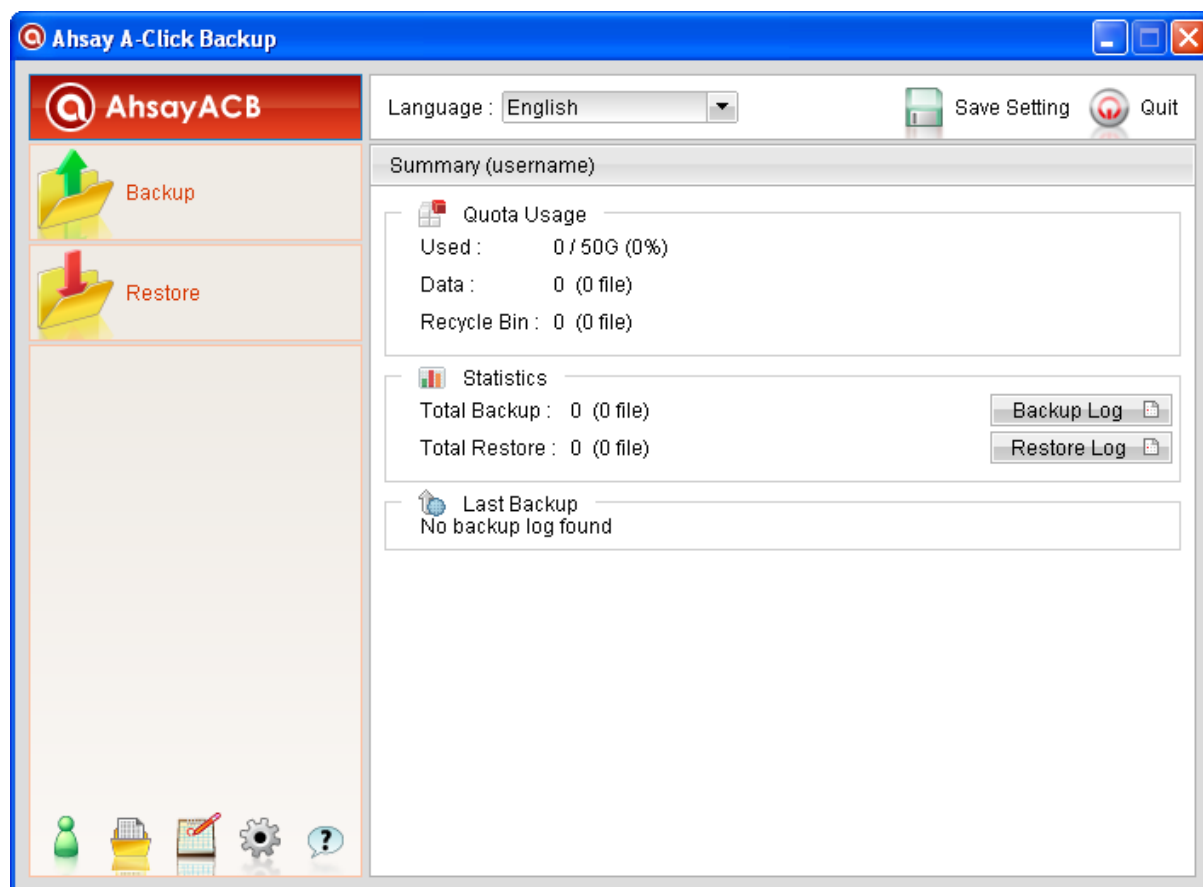 Ahsay A-Click Backup
AhsayACB
Language : English
Save Setting
Quit
Backup
Restore
Summary (username)
Quota Usage
Used : 0 / 50G (0%)
Data : 0 (0 file)
Recycle Bin : 0 (0 file)
Statistics
Total Backup : 0 (0 file)
Backup Log
Total Restore : 0 (0 file)
Restore Log
Last Backup
No backup log found